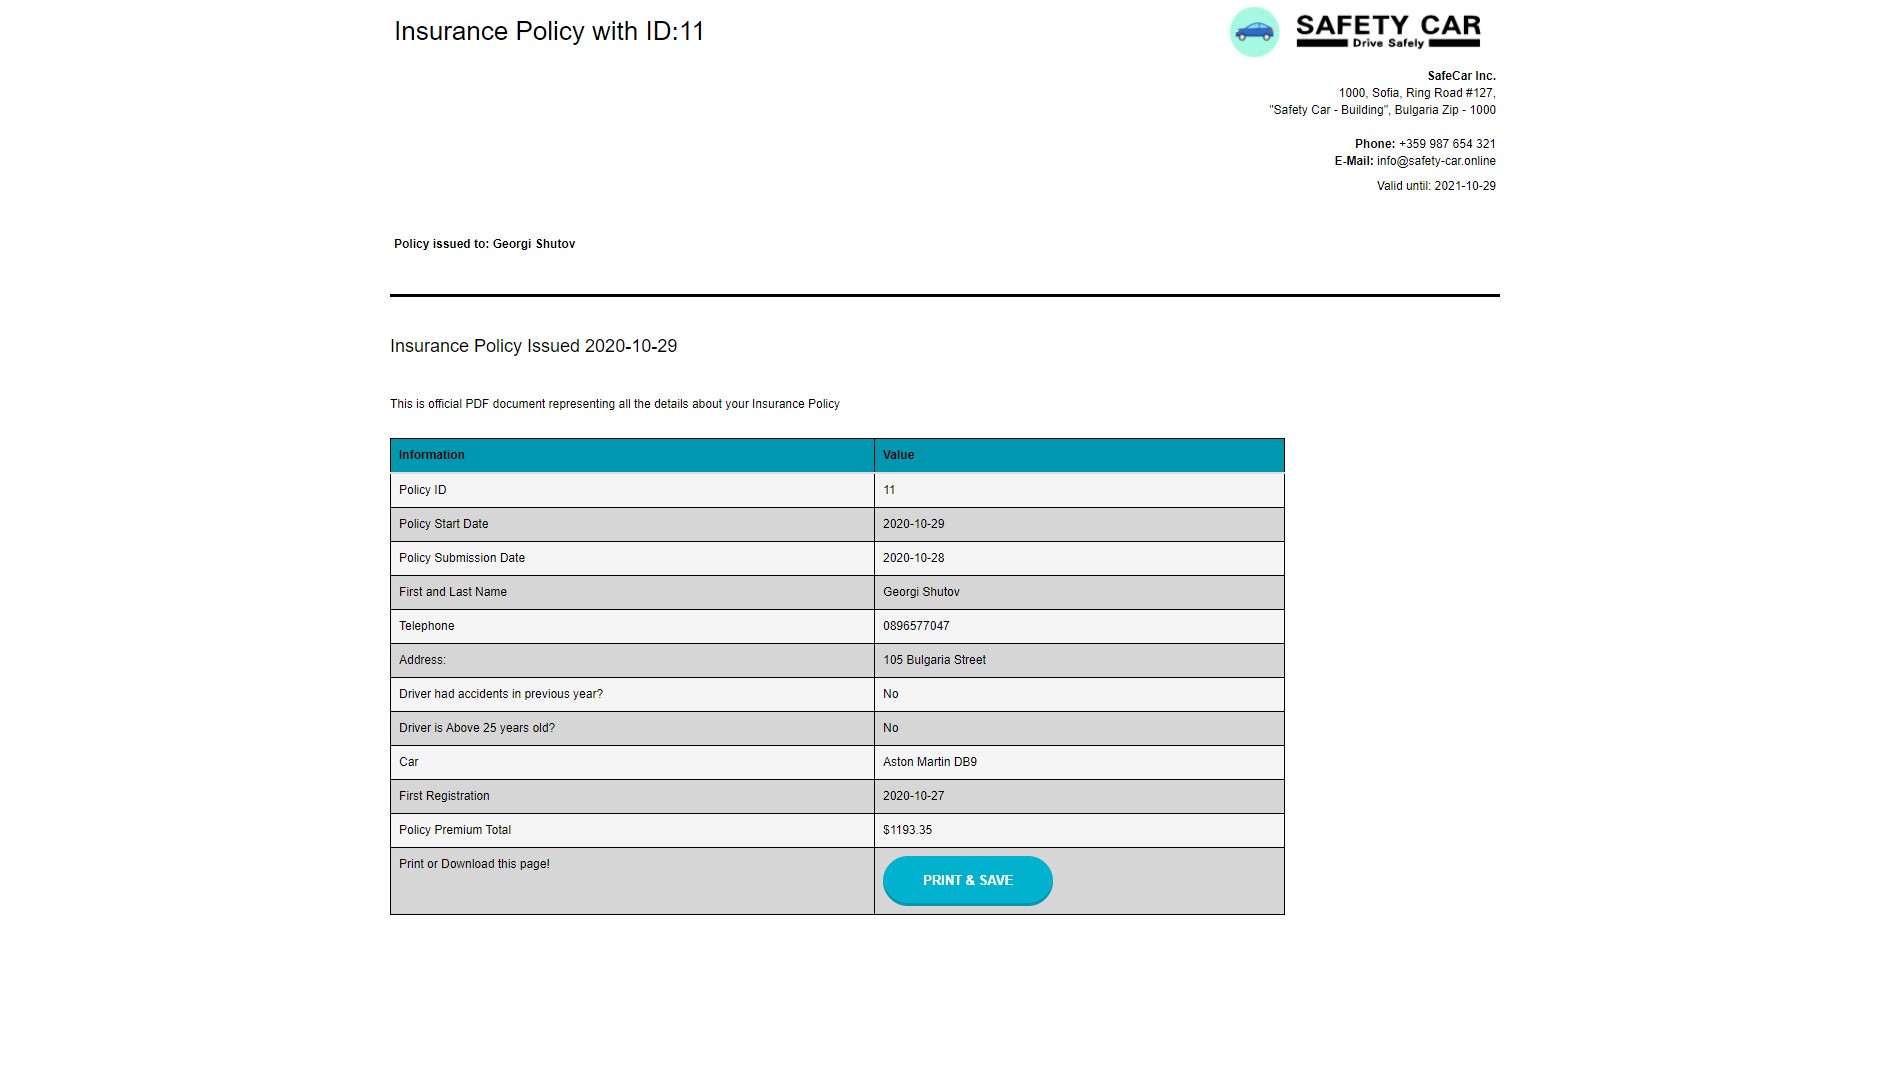 Insurance Policy with ID:11
SAFETY CAR
Drive Safely
SafeCar Inc.
1000, Sofia, Ring Road #127,
"Safety Car - Building", Bulgaria Zip - 1000
Phone: +359 987 654 321
E-Mail: info@safety-car.online
Valid until: 2021-10-29
Policy issued to: Georgi Shutov
Insurance Policy Issued 2020-10-29
This is official PDF document representing all the details about your Insurance Policy
Information Value
Policy ID 11
Policy Start Date 2020-10-29
Policy Submission Date 2020-10-28
First and Last Name Georgi Shutov
Telephone 0896577047
Address: 105 Bulgaria Street
Driver had accidents in previous year? No
Driver is Above 25 years old? No
Car Aston Martin DB9
First Registration 2020-10-27
Policy Premium Total $1193.35
Print or Download this page! PRINT & SAVE